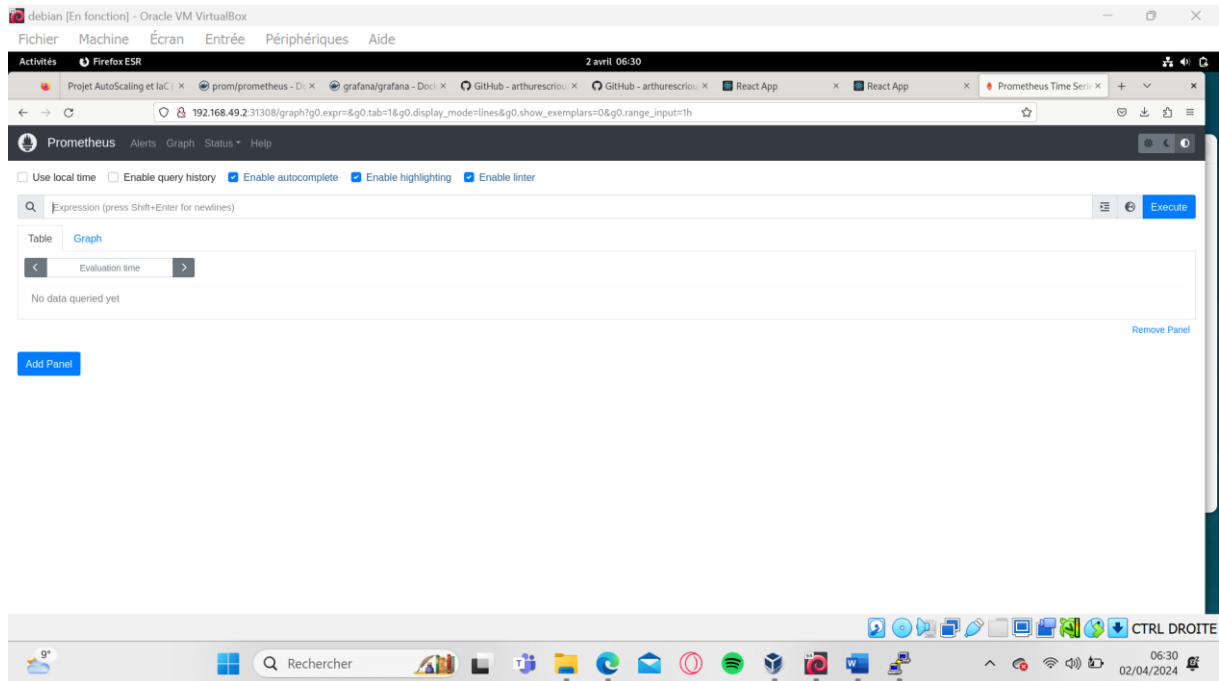 debian [En fonction] - Oracle VM VirtualBox
Fichier Machine Écran Entrée Périphériques Aide
Activités Firefox ESR 2 avril 06:30
Projet AutoScaling et IaC | prom/prometheus - Do grafana/grafana - Doc GitHub - arthurescriou/ GitHub - arthurescriou React App React App Prometheus Time Seri
192.168.49.2:31308/graph?g0.expr=&g0.tab=1&g0.display_mode=lines&g0.show_exemplars=0&g0.range_input=1h
Prometheus Alerts Graph Status Help
Use local time Enable query history Enable autocomplete Enable highlighting Enable linter
Expression (press Shift+Enter for newlines) Execute
Table Graph
Evaluation time
No data queried yet
Remove Panel
Add Panel
CTRL DROITE
9°
Rechercher
06:30
02/04/2024